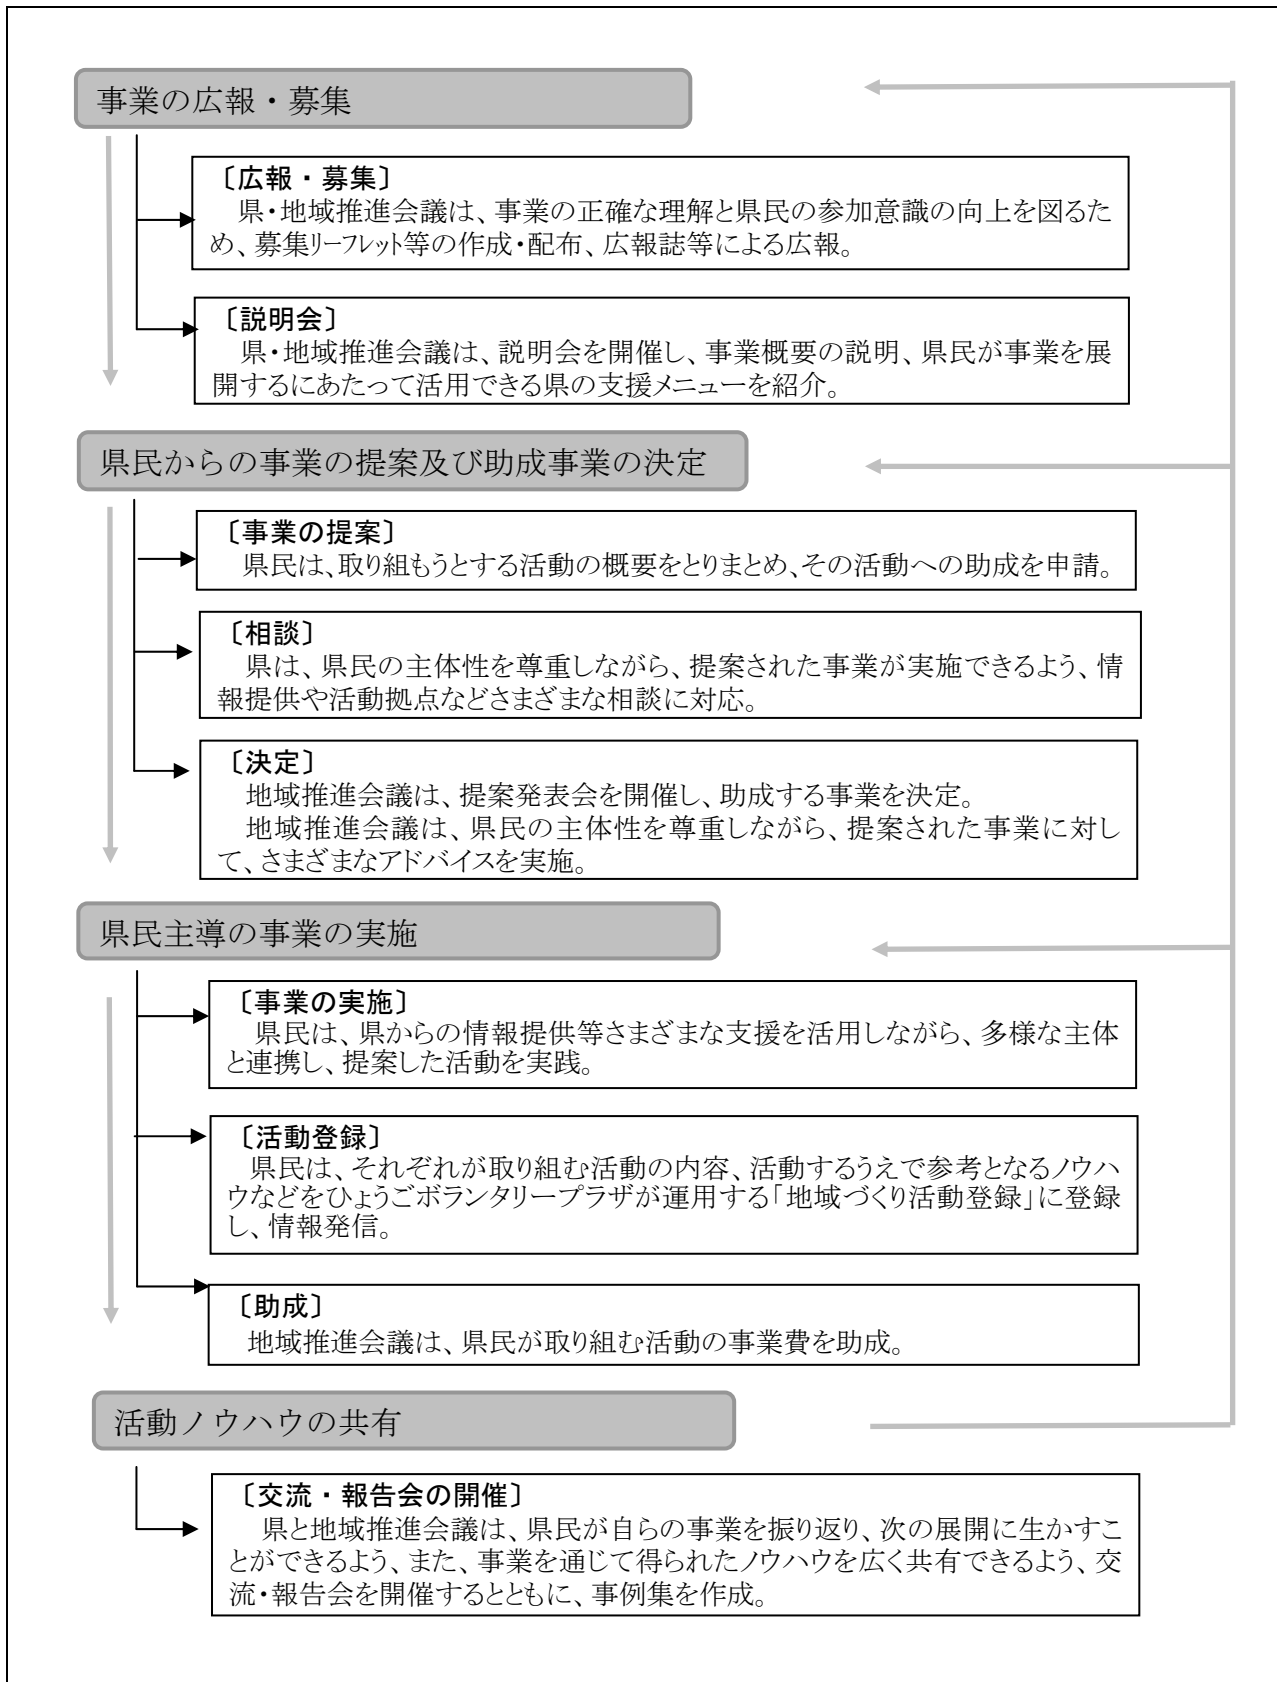 事業の広報・募集
〔広報・募集〕
県・地域推進会議は、事業の正確な理解と県民の参加意識の向上を図るた
め、募集リーフレット等の作成・配布、広報誌等による広報。
〔説明会〕
県・地域推進会議は、説明会を開催し、事業概要の説明、県民が事業を展
開するにあたって活用できる県の支援メニューを紹介。
県民からの事業の提案及び助成事業の決定
〔事業の提案〕
県民は、取り組もうとする活動の概要をとりまとめ、その活動への助成を申請。
〔相談〕
県は、県民の主体性を尊重しながら、提案された事業が実施できるよう、情
報提供や活動拠点などさまざまな相談に対応。
〔決定〕
地域推進会議は、提案発表会を開催し、助成する事業を決定。
地域推進会議は、県民の主体性を尊重しながら、提案された事業に対し
て、さまざまなアドバイスを実施。
県民主導の事業の実施
〔事業の実施〕
県民は、県からの情報提供等さまざまな支援を活用しながら、多様な主体
と連携し、提案した活動を実践。
〔活動登録〕
県民は、それぞれが取り組む活動の内容、活動するうえで参考となるノウハ
ウなどをひょうごボランタリープラザが運用する「地域づくり活動登録」に登録
し、情報発信。
〔助成〕
地域推進会議は、県民が取り組む活動の事業費を助成。
活動ノウハウの共有
〔交流・報告会の開催〕
県と地域推進会議は、県民が自らの事業を振り返り、次の展開に生かすこ
とができるよう、また、事業を通じて得られたノウハウを広く共有できるよう、交
流・報告会を開催するとともに、事例集を作成。